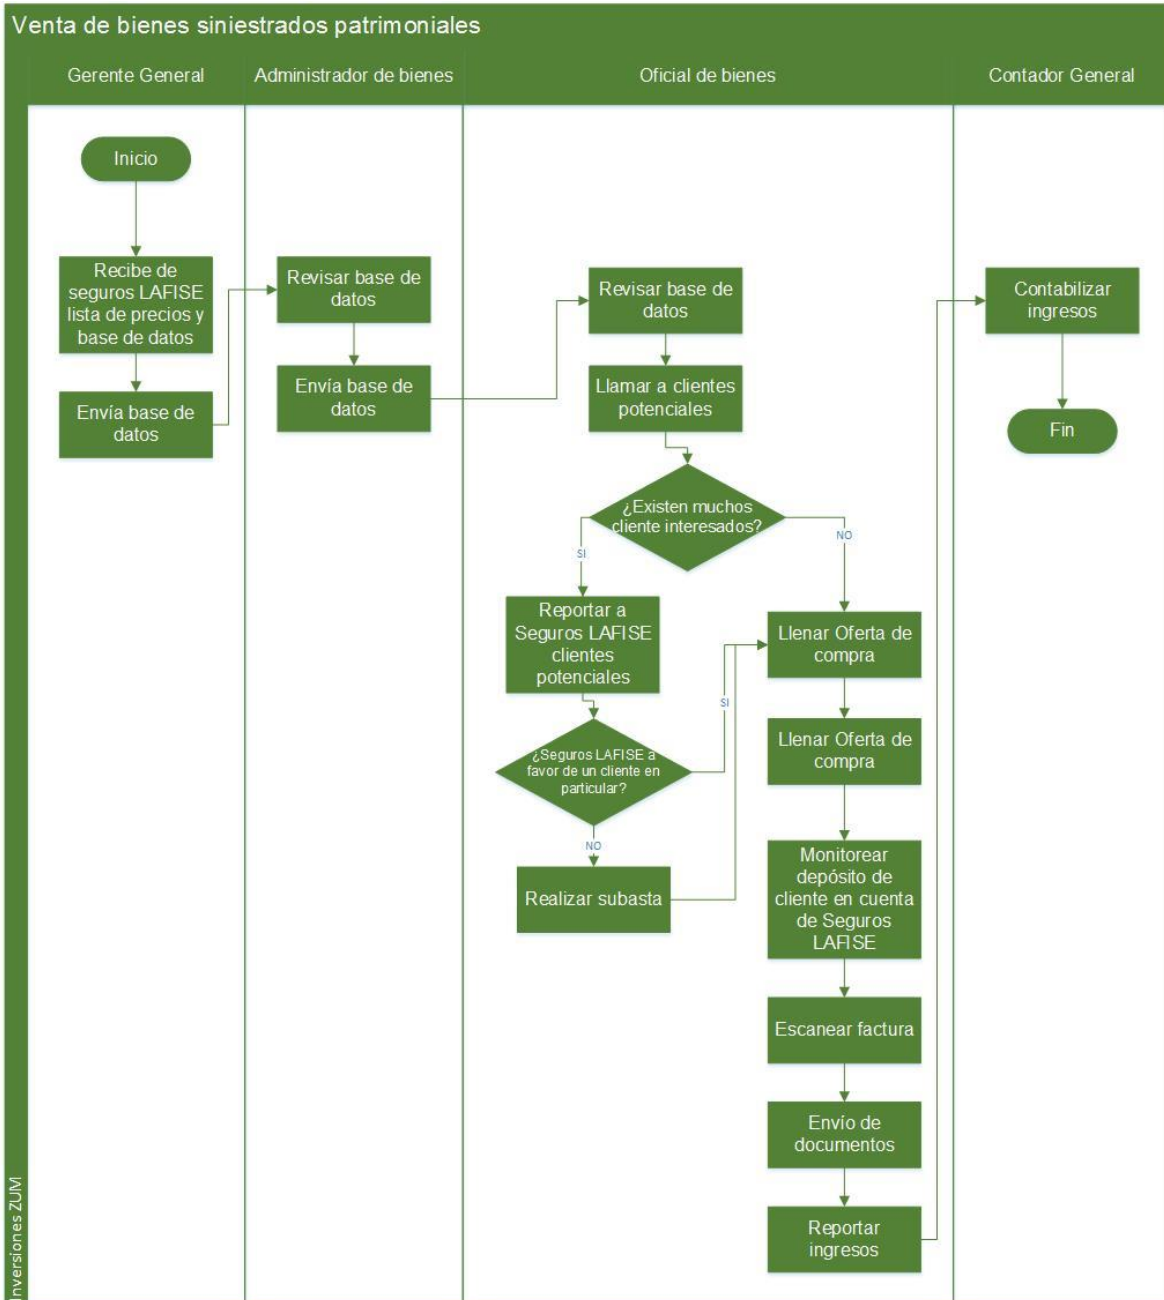 Venta de bienes siniestrados patrimoniales
Gerente General
Administrador de bienes
Oficial de bienes
Contador General
Inicio
Recibe de
seguros LAFISE
lista de precios y
base de datos
Envía base de
datos
Revisar base de
datos
Envía base de
datos
Revisar base de
datos
Llamar a clientes
potenciales
¿Existen muchos
cliente interesados?
SI
NO
Reportar a
Seguros LAFISE
clientes
potenciales
¿Seguros LAFISE a
favor de un cliente en
particular?
SI
NO
Realizar subasta
Llenar Oferta de
compra
Llenar Oferta de
compra
Monitorear
depósito de
cliente en cuenta
de Seguros
LAFISE
Escanear factura
Envío de
documentos
Reportar
ingresos
Contabilizar
ingresos
Fin
Inversiones ZUM